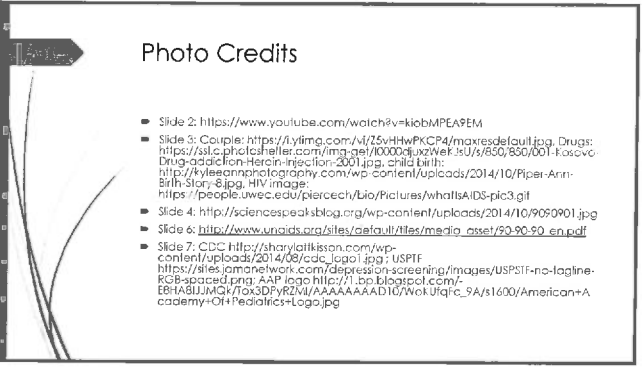 Photo Credits
Slide 2: https://www.youtube.com/watch?v=kiobMPEA9EM
Slide 3: Couple: https://i.ytimg.com/vi/Z5vHHwPKCP4/maxresdefault.jpg, Drugs:
https://ssl.c.photoshelter.com/img-get/I0000djuxzWeKJsU/s/850/850/001-Kosovo-
Drug-addiction-Heroin-Injection-2001.jpg, child birth:
http://kyleeannphotography.com/wp-content/uploads/2014/10/Piper-Ann-
Birth-Story-8.jpg, HIV image:
https://people.uwec.edu/piercech/bio/Pictures/whatIsAIDS-pic3.gif
Slide 4: http://sciencespeaksblog.org/wp-content/uploads/2014/10/9090901.jpg
Slide 6: http://www.unaids.org/sites/default/files/media_asset/90-90-90_en.pdf
Slide 7: CDC http://sharylattkisson.com/wp-
content/uploads/2014/08/cdc_logo1.jpg ; USPTF
https://sites.jamanetwork.com/depression-screening/images/USPSTF-no-tagline-
RGB-spaced.png; AAP logo http://1.bp.blogspot.com/-
EBHA8IJJMQk/Tox3DPyRZMI/AAAAAAAAD10/WoKUfqFc_9A/s1600/American+A
cademy+Of+Pediatrics+Logo.jpg